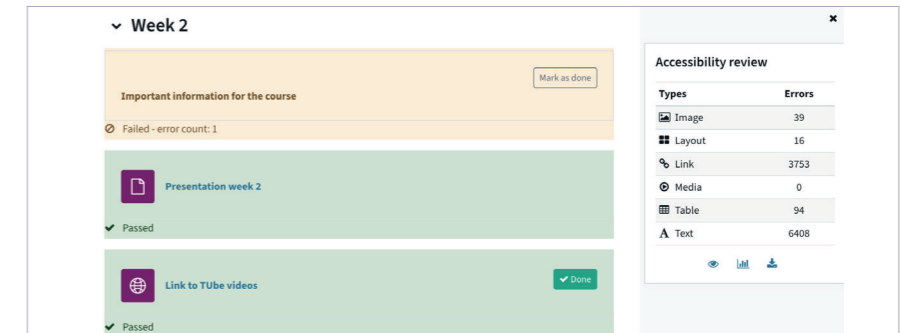 Week 2
Mark as done
Important information for the course
Failed - error count: 1
Presentation week 2
Passed
Link to TUbe videos
Done
Passed
Accessibility review
Types Errors
Image 39
Layout 16
Link 3753
Media 0
Table 94
Text 6408